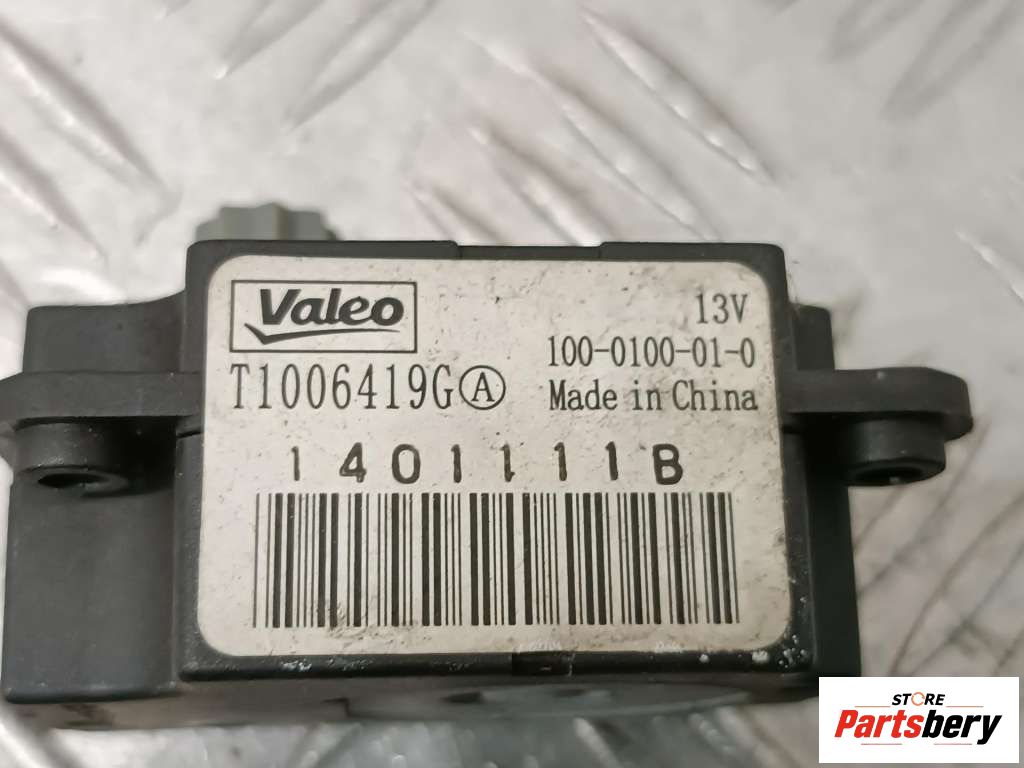 Valeo
13V
100-0100-01-0
T1006419GⒶ
Made in China
1401111B
STORE
Partsbery